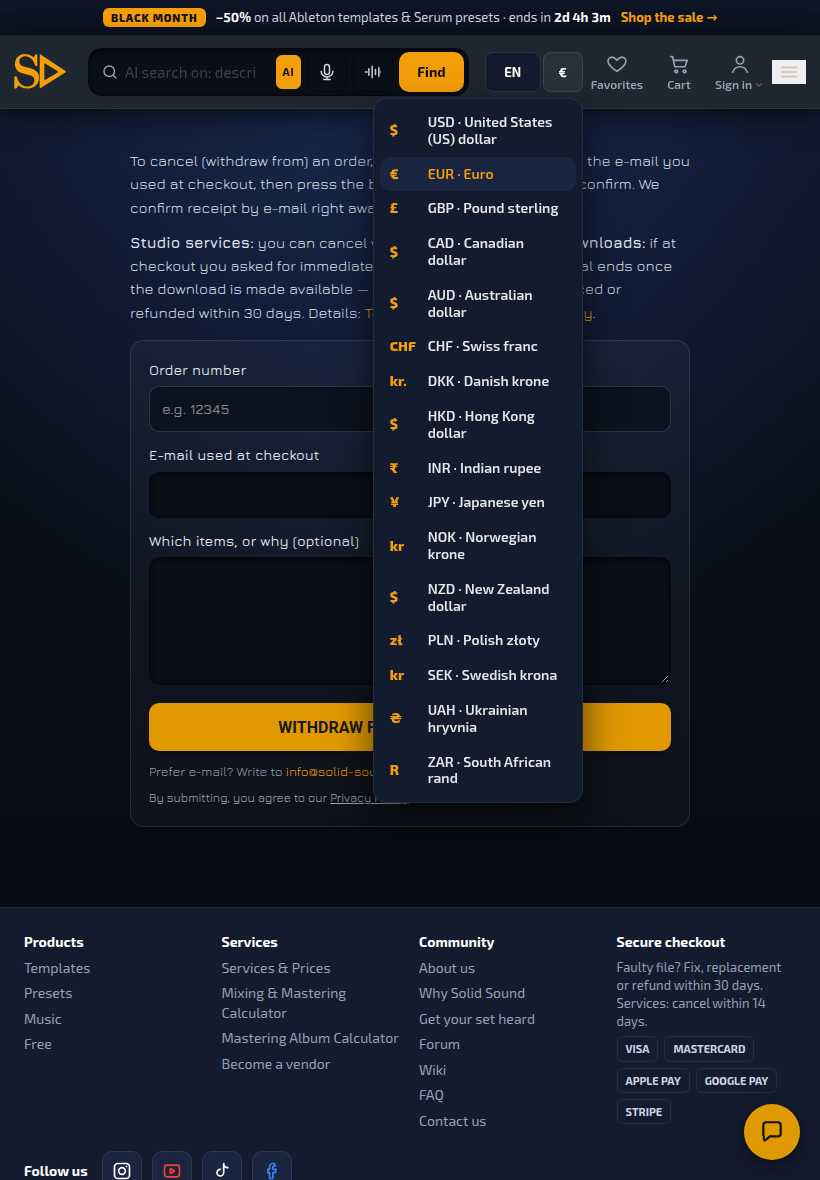 BLACK MONTH −50% on all Ableton templates & Serum presets · ends in 2d 4h 3m Shop the sale →
AI search on: descri AI Find EN € Favorites Cart Sign in
To cancel (withdraw from) an order, the e-mail you
used at checkout, then press the confirm. We
confirm receipt by e-mail right
Studio services: you can cancel if at
checkout you asked for immediate ends once
the download is made available — or
refunded within 30 days. Details:
$ USD · United States
(US) dollar
€ EUR · Euro
£ GBP · Pound sterling
$ CAD · Canadian
dollar
$ AUD · Australian
dollar
CHF CHF · Swiss franc
kr. DKK · Danish krone
$ HKD · Hong Kong
dollar
₹ INR · Indian rupee
¥ JPY · Japanese yen
kr NOK · Norwegian
krone
$ NZD · New Zealand
dollar
zł PLN · Polish złoty
kr SEK · Swedish krona
₴ UAH · Ukrainian
hryvnia
R ZAR · South African
rand
Order number
e.g. 12345
E-mail used at checkout
Which items, or why (optional)
WITHDRAW
Prefer e-mail? Write to
By submitting, you agree to our Privacy
Products
Templates
Presets
Music
Free
Services
Services & Prices
Mixing & Mastering
Calculator
Mastering Album Calculator
Become a vendor
Community
About us
Why Solid Sound
Get your set heard
Forum
Wiki
FAQ
Contact us
Secure checkout
Faulty file? Fix, replacement
or refund within 30 days.
Services: cancel within 14
days.
VISA MASTERCARD
APPLE PAY GOOGLE PAY
STRIPE
Follow us